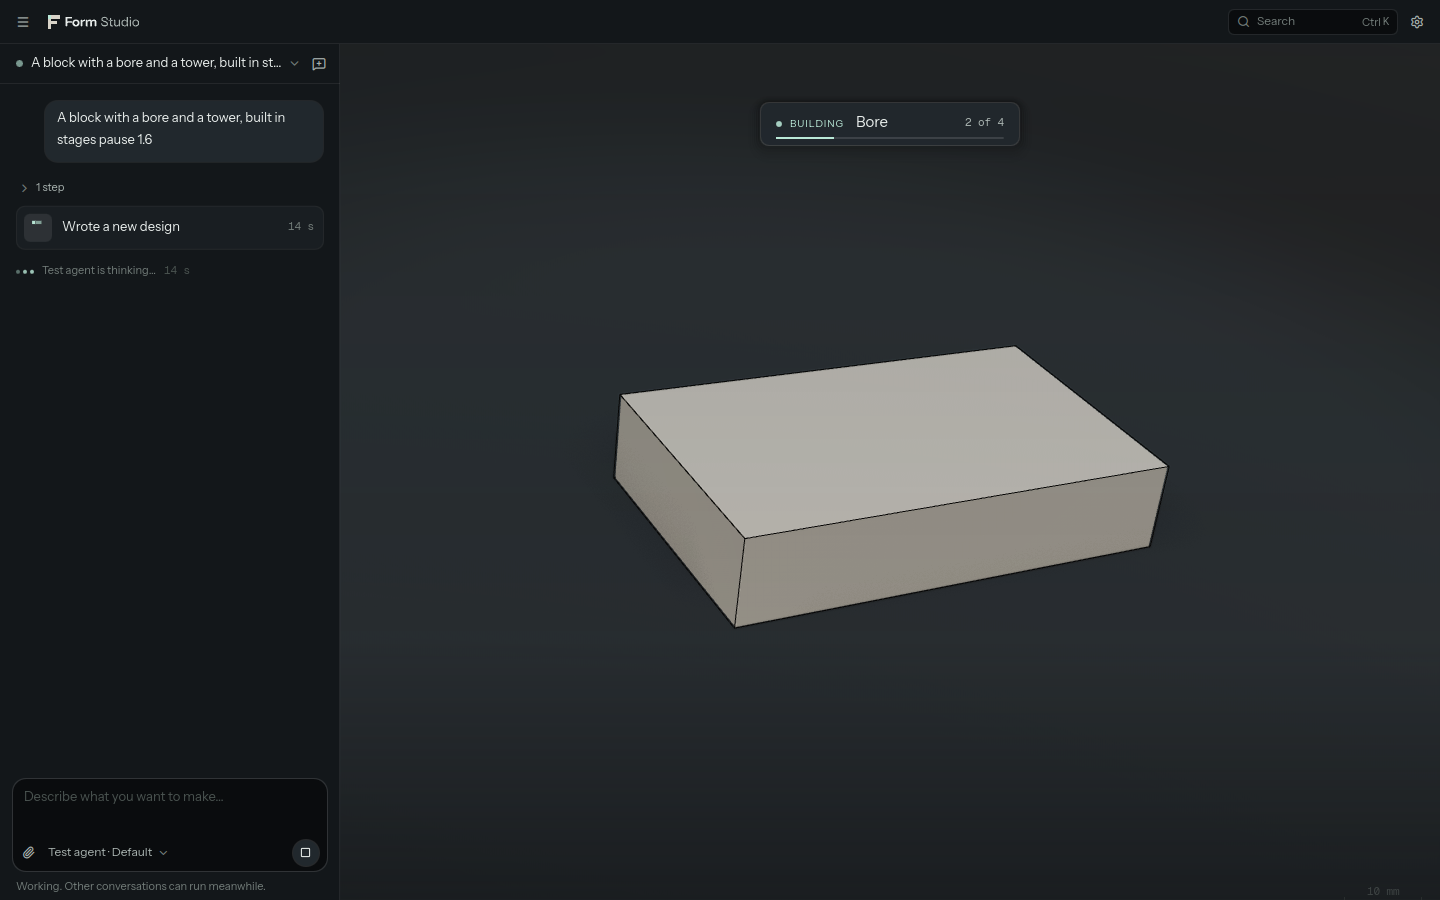 Form Studio
Search
Ctrl K
A block with a bore and a tower, built in st...
A block with a bore and a tower, built in
stages pause 1.6
1 step
Wrote a new design
14 s
Test agent is thinking...
14 s
BUILDING
Bore
2 of 4
10 mm
Describe what you want to make...
Test agent · Default
Working. Other conversations can run meanwhile.